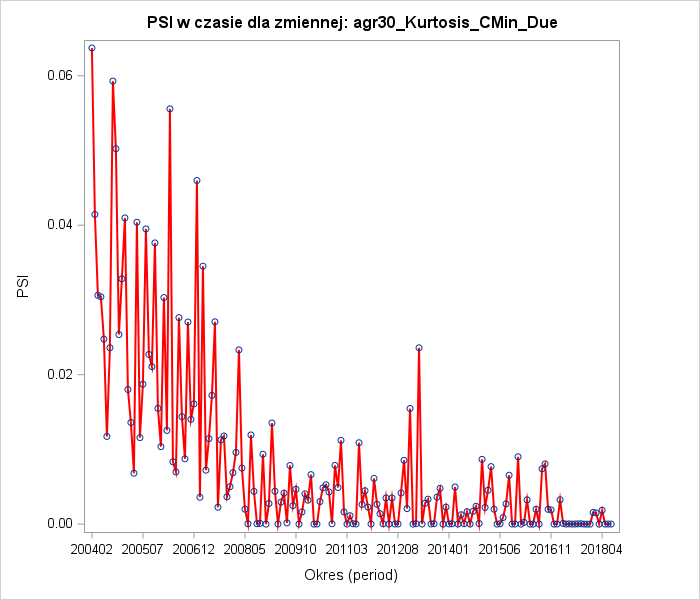 PSI w czasie dla zmiennej: agr30_Kurtosis_CMin_Due
0.06
0.04
0.02
0.00
PSI
200402 200507 200612 200805 200910 201103 201208 201401 201506 201611 201804
Okres (period)